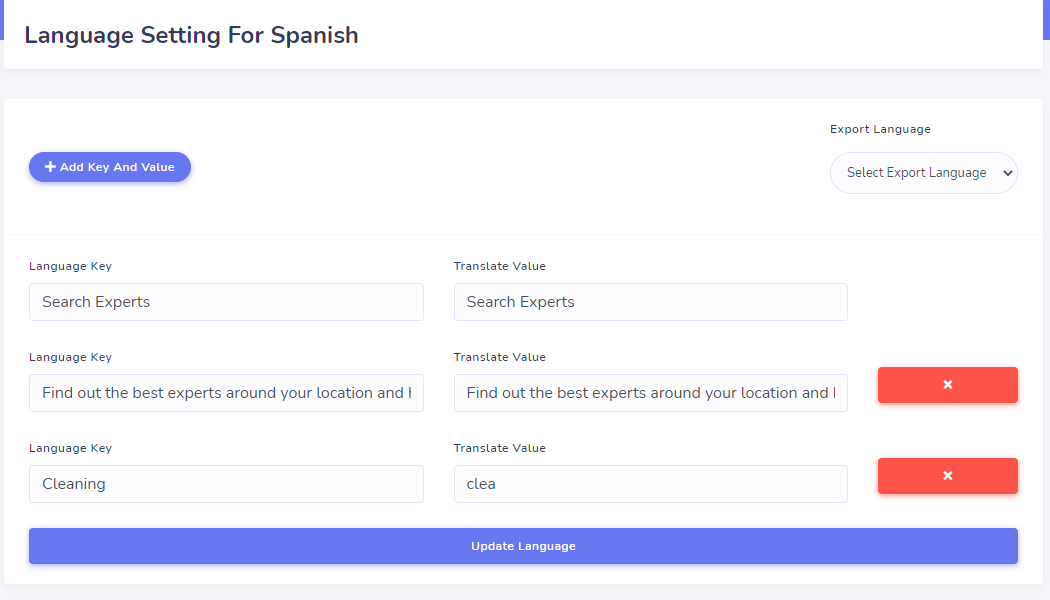 Language Setting For Spanish
Export Language
Add Key And Value
Select Export Language
Language Key
Translate Value
Search Experts
Search Experts
Language Key
Translate Value
Find out the best experts around your location and
Find out the best experts around your location and
Language Key
Translate Value
Cleaning
clea
Update Language